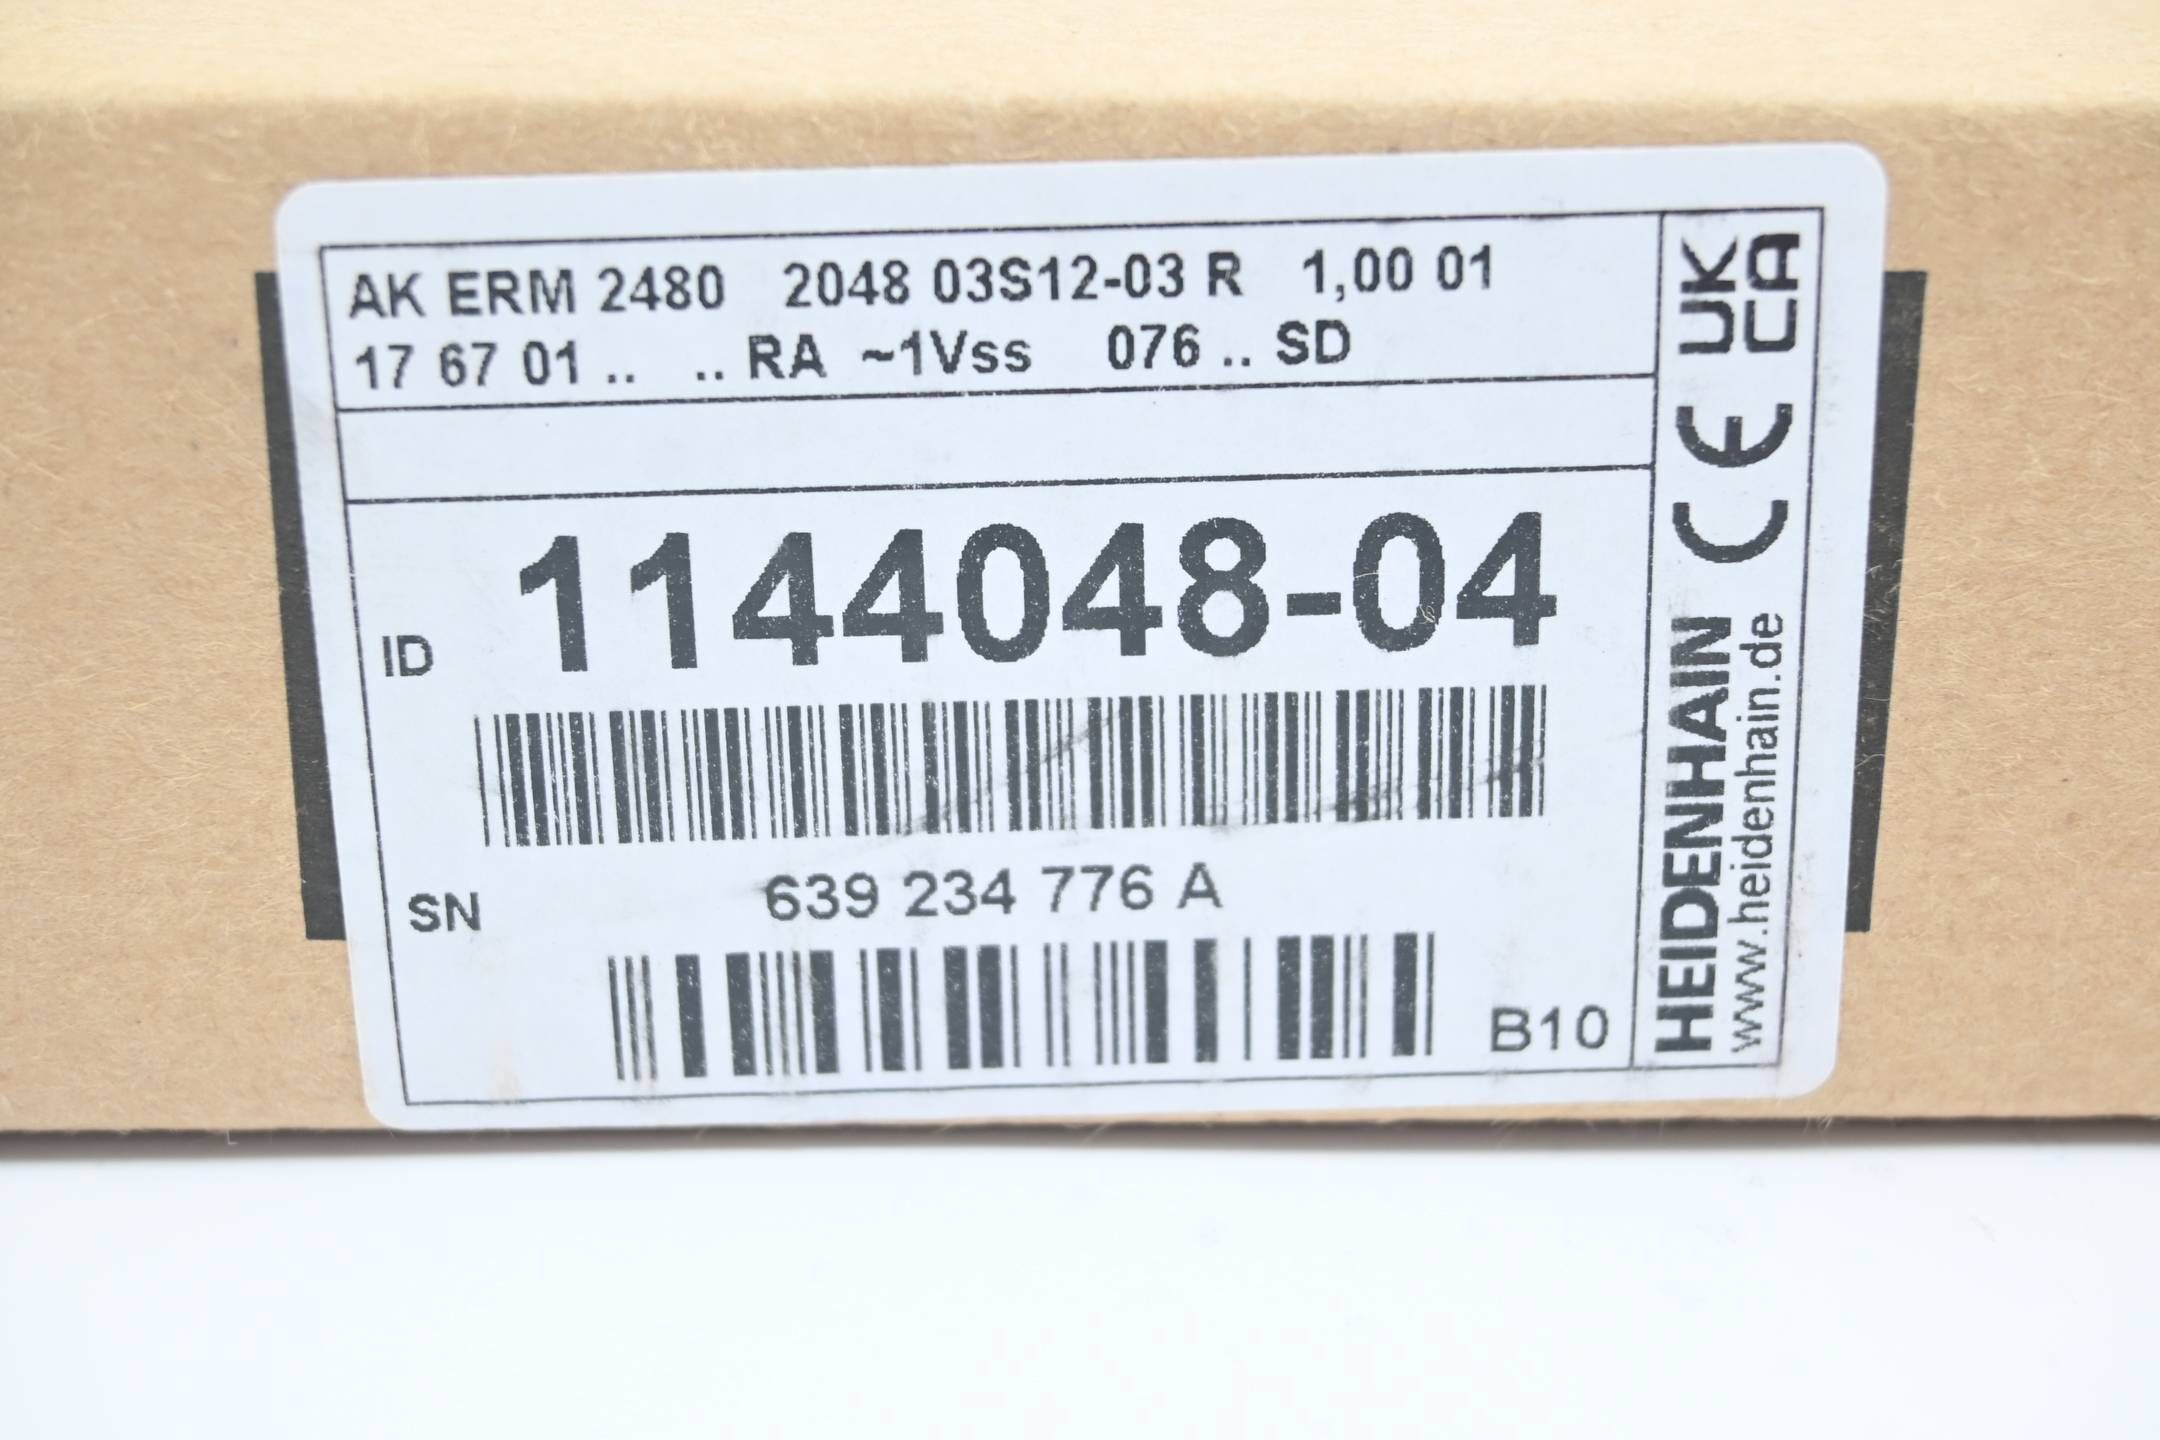 AK ERM 2480 2048 03S12-03 R 1,00 01
17 67 01 .. .. RA ~1Vss 076 .. SD
ID 1144048-04
SN 639 234 776 A
B10
UK
CA
CE
HEIDENHAIN
www.heidenhain.de